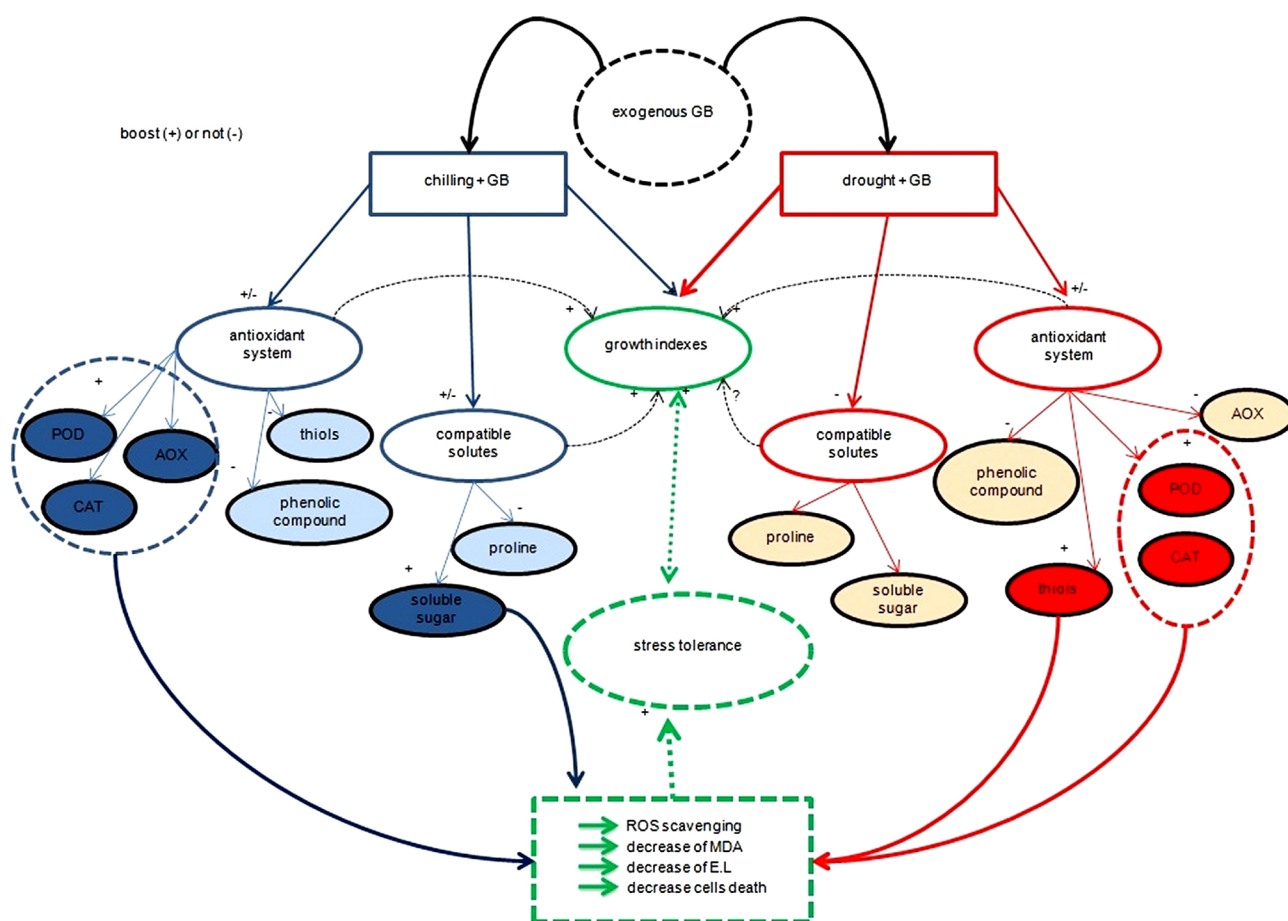 exogenous GB
boost (+) or not (-)
chilling + GB
drought + GB
+/-
+/-
+
+
antioxidant
system
growth indexes
antioxidant
system
+
-
+/-
+
+
?
-
-
-
+
POD
AOX
CAT
thiols
-
phenolic
compound
compatible
solutes
compatible
solutes
phenolic
compound
AOX
POD
CAT
-
proline
+
soluble
sugar
proline
soluble
sugar
+
thiols
stress tolerance
+
ROS scavenging
decrease of MDA
decrease of E.L
decrease cells death